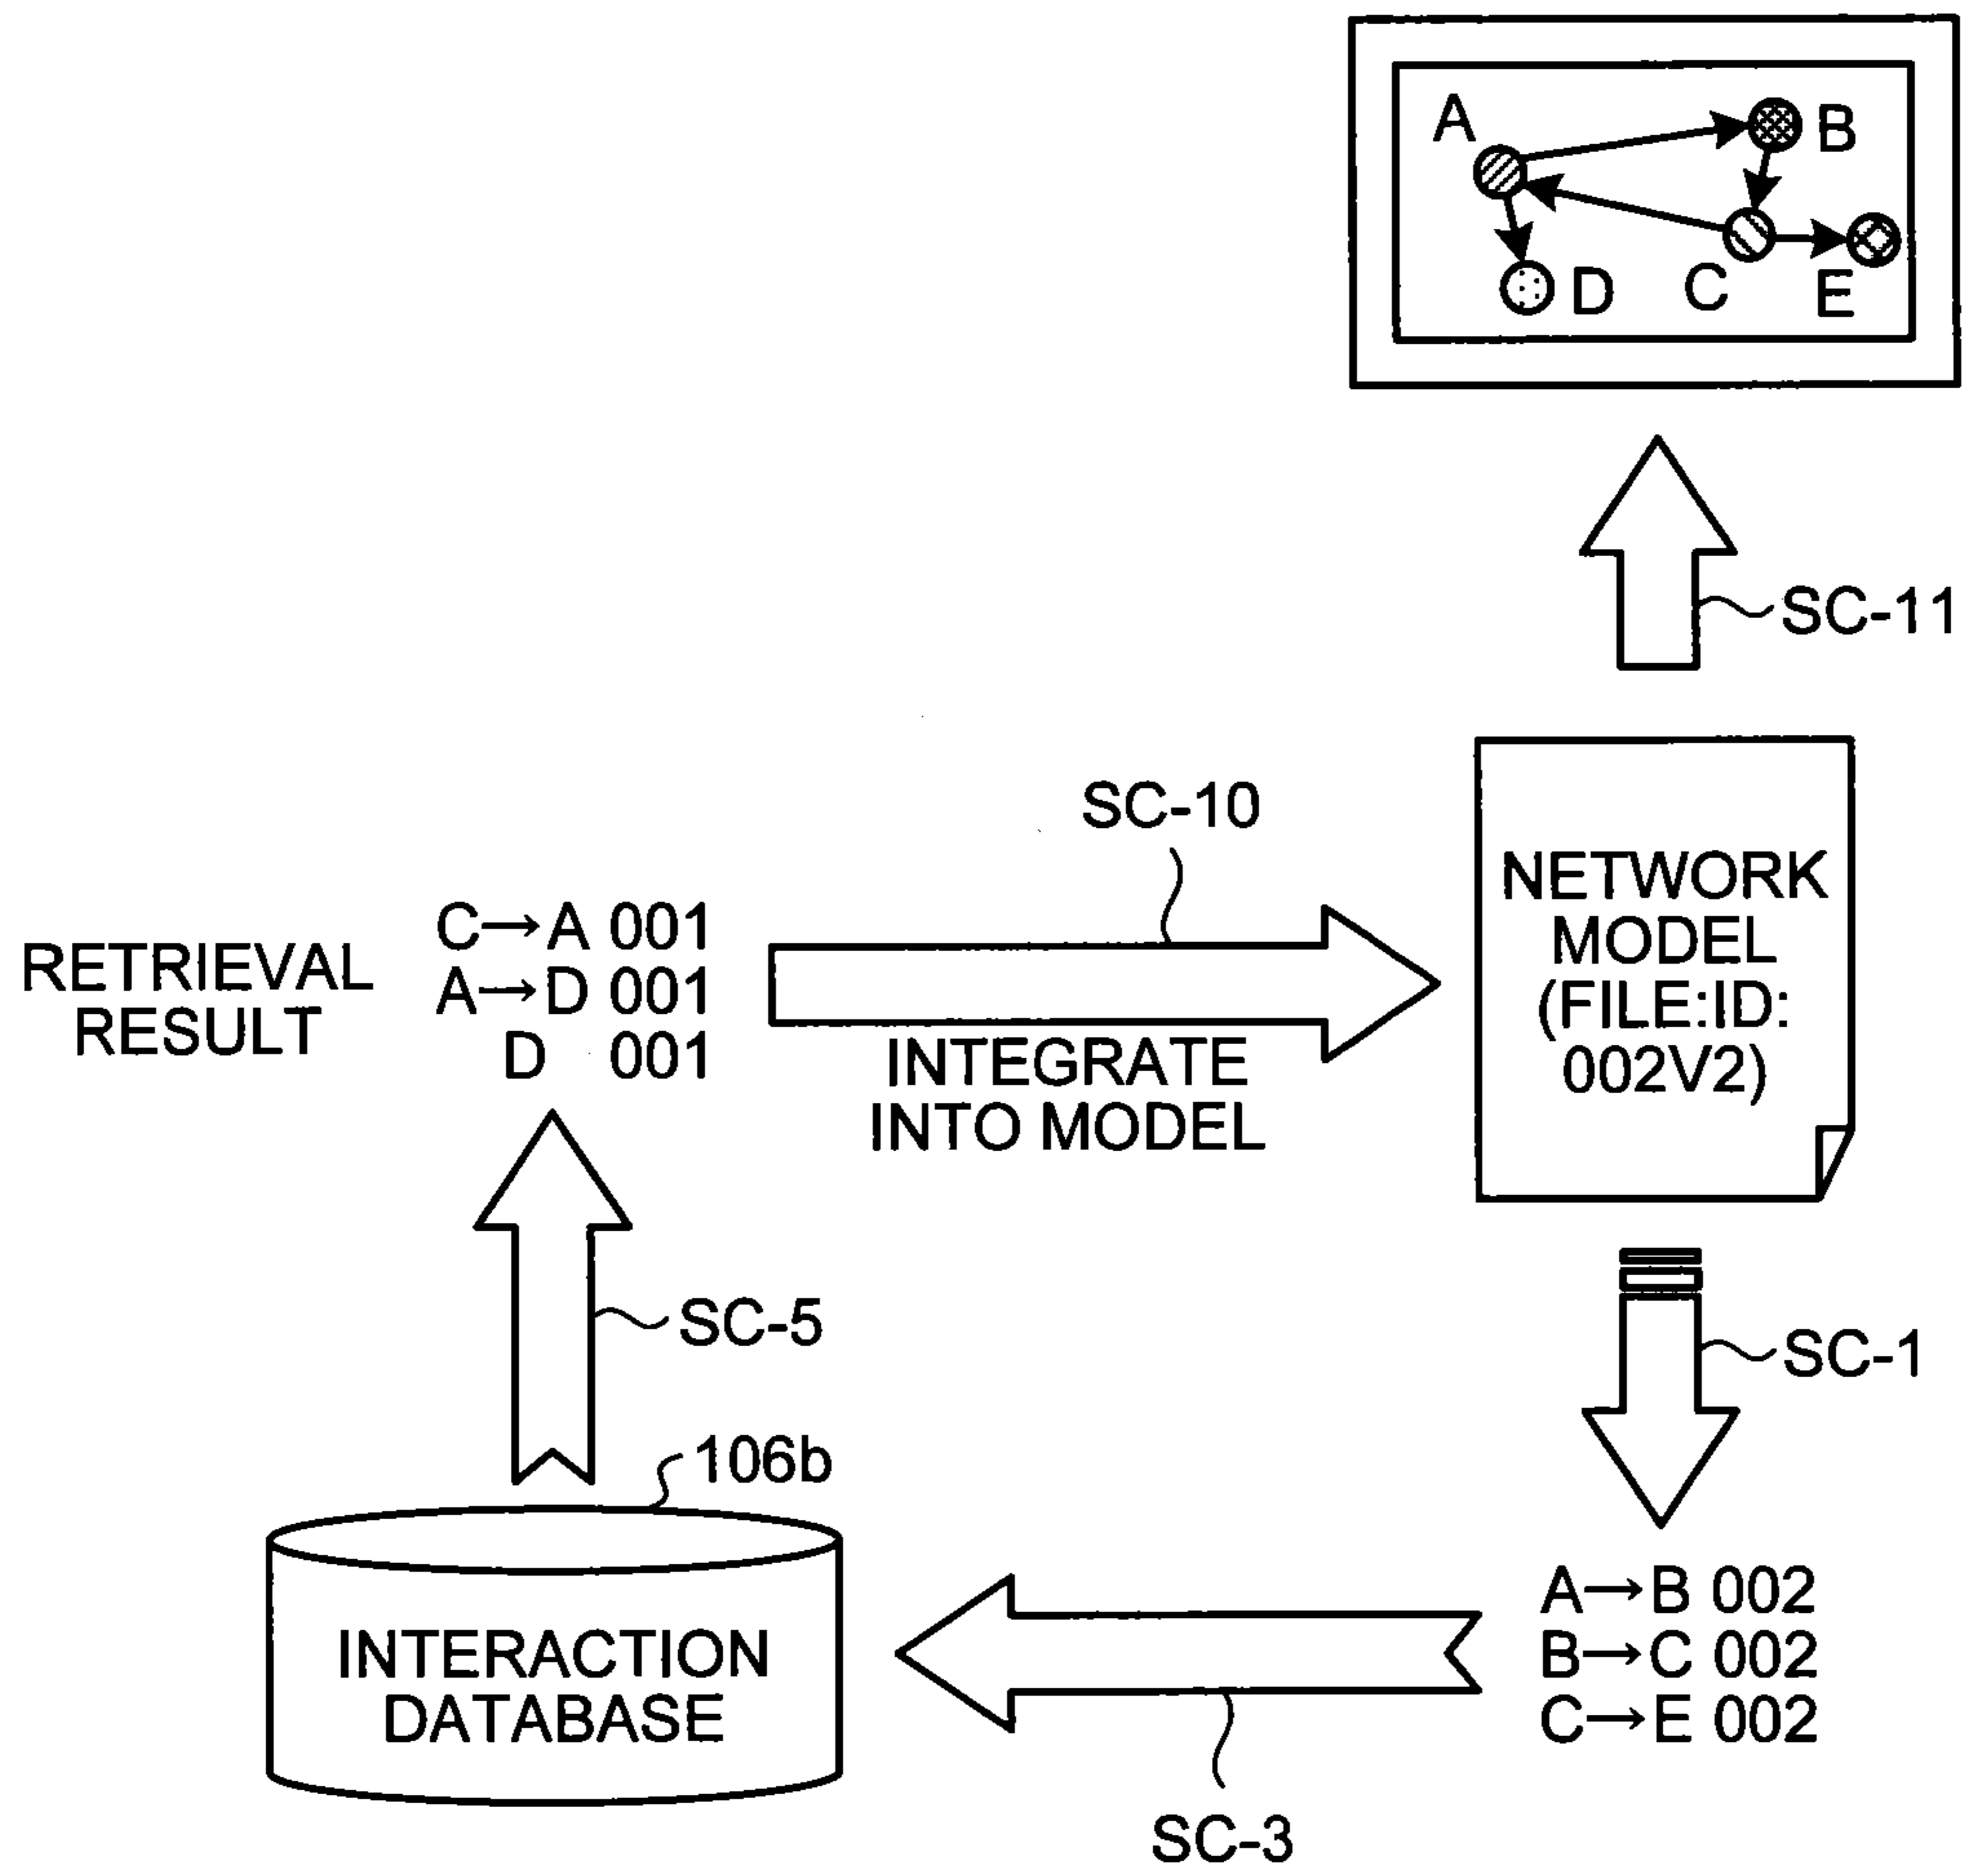 A
B
D
C
E
SC-11
SC-10
NETWORK
MODEL
(FILE:ID:
002V2)
RETRIEVAL
RESULT
C→A 001
A→D 001
D 001
INTEGRATE
INTO MODEL
SC-5
SC-1
106b
INTERACTION
DATABASE
A→B 002
B→C 002
C→E 002
SC-3